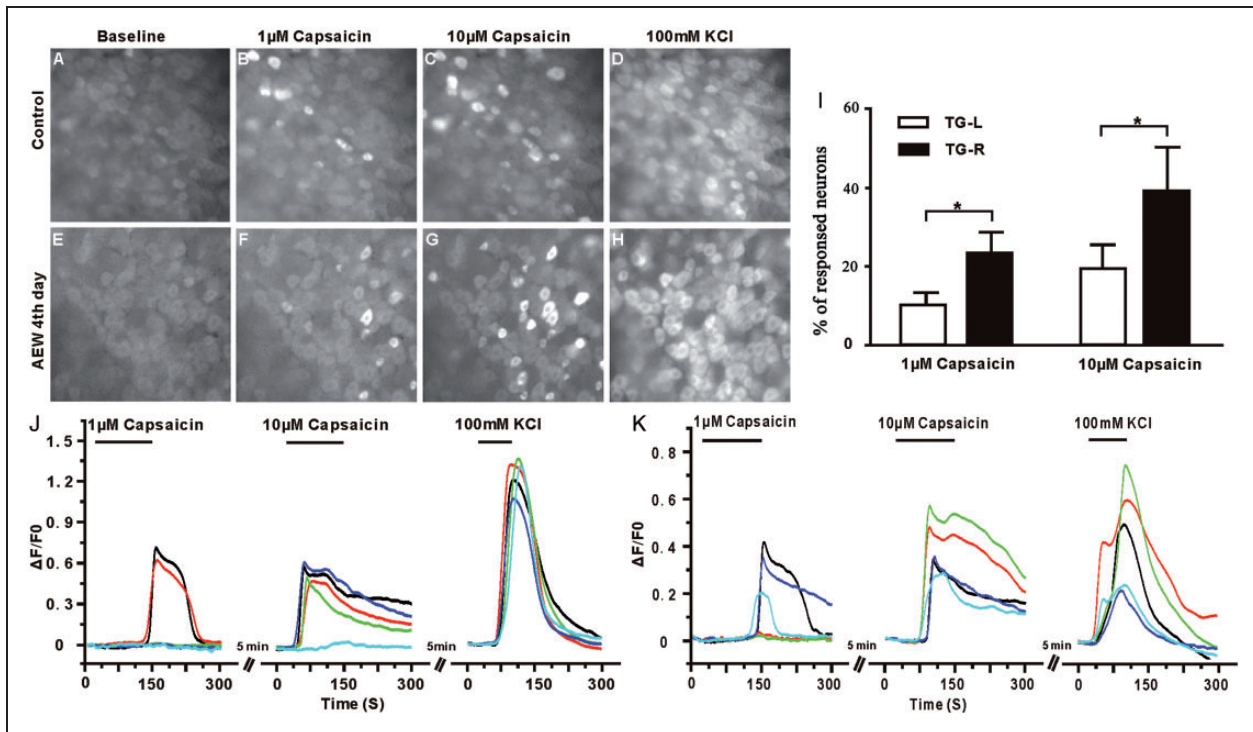 Baseline 1µM Capsaicin 10µM Capsaicin 100mM KCl
Control
A B C D
AEW 4th day
E F G H
I
% of responsed neurons
60
40
20
0
TG-L
TG-R
* *
1µM Capsaicin 10µM Capsaicin
J
1µM Capsaicin 10µM Capsaicin 100mM KCl
ΔF/F0
1.5
1.2
0.9
0.6
0.3
0
5 min 5min
0 150 300 0 150 300 0 150 300
Time (S)
K
1µM Capsaicin 10µM Capsaicin 100mM KCl
ΔF/F0
0.8
0.6
0.4
0.2
0
5 min 5 min
0 150 300 0 150 300 0 150 300
Time (S)